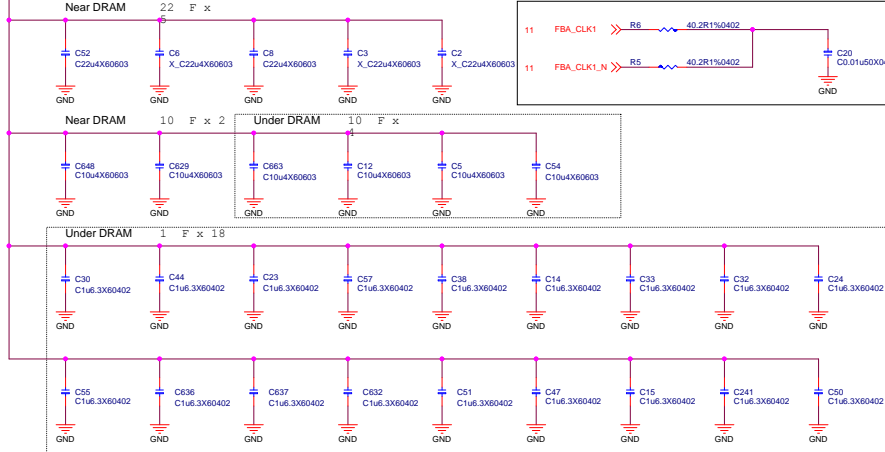 Near DRAM 22 F x 5
C52 C6 C8 C3 C2
C22u4X60603 X_C22u4X60603 C22u4X60603 X_C22u4X60603 X_C22u4X60603
GND GND GND GND GND
11 FBA_CLK1 R6 40.2R1%0402
C20
C0.01u50X04
11 FBA_CLK1_N R5 40.2R1%0402
GND
Near DRAM 10 F x 2 Under DRAM 10 F x 4
C648 C629 C663 C12 C5 C54
C10u4X60603 C10u4X60603 C10u4X60603 C10u4X60603 C10u4X60603 C10u4X60603
GND GND GND GND GND GND
Under DRAM 1 F x 18
C30 C44 C23 C57 C38 C14 C33 C32 C24
C1u6.3X60402 C1u6.3X60402 C1u6.3X60402 C1u6.3X60402 C1u6.3X60402 C1u6.3X60402 C1u6.3X60402 C1u6.3X60402 C1u6.3X60402
GND GND GND GND GND GND GND GND GND
C55 C636 C637 C632 C51 C47 C15 C241 C50
C1u6.3X60402 C1u6.3X60402 C1u6.3X60402 C1u6.3X60402 C1u6.3X60402 C1u6.3X60402 C1u6.3X60402 C1u6.3X60402 C1u6.3X60402
GND GND GND GND GND GND GND GND GND